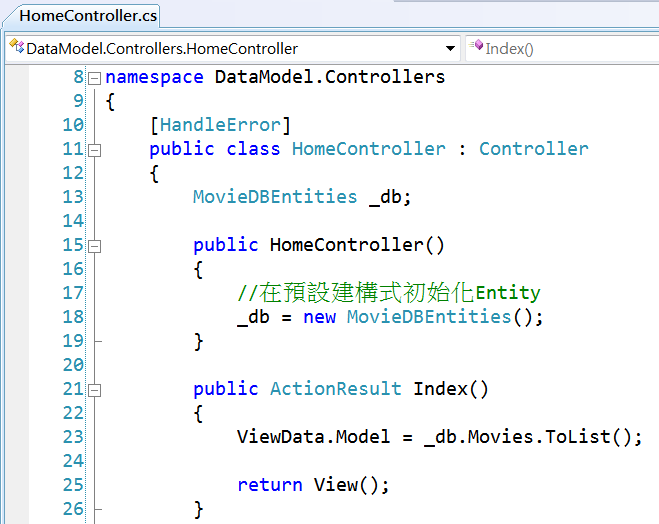 HomeController.cs
DataModel.Controllers.HomeController Index()
8 namespace DataModel.Controllers
9 {
10 [HandleError]
11 public class HomeController : Controller
12 {
13 MovieDBEntities _db;
14
15 public HomeController()
16 {
17 //在預設建構式初始化Entity
18 _db = new MovieDBEntities();
19 }
20
21 public ActionResult Index()
22 {
23 ViewData.Model = _db.Movies.ToList();
24
25 return View();
26 }